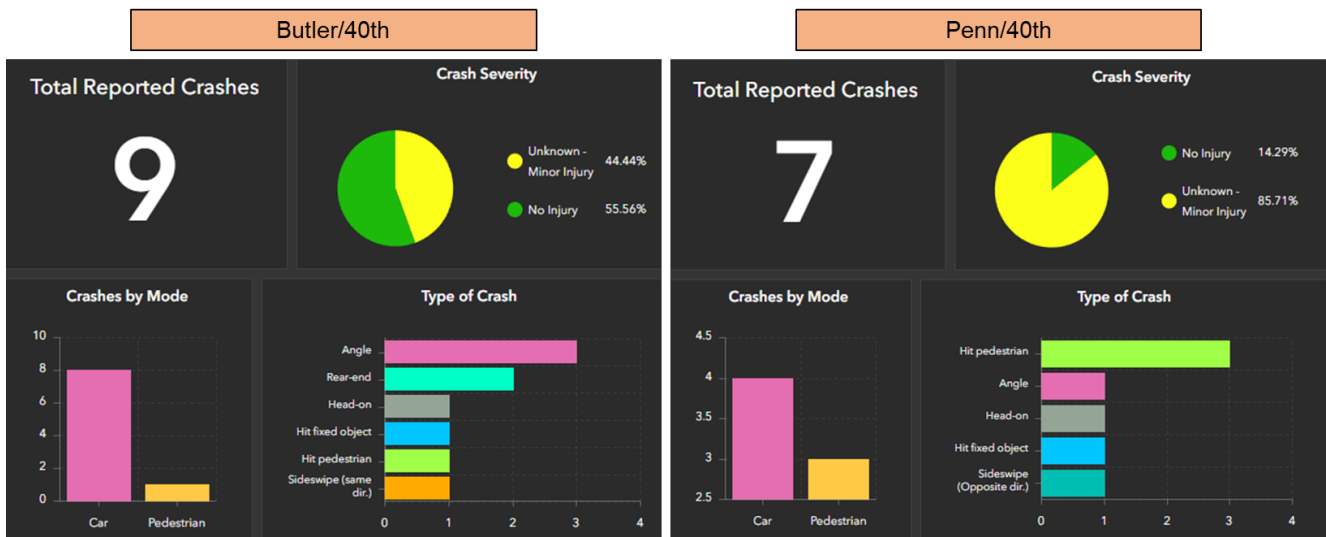 Butler/40th
Total Reported Crashes
9
Crash Severity
Unknown -
Minor Injury
44.44%
No Injury
55.56%
Crashes by Mode
10
8
6
4
2
0
Car
Pedestrian
Type of Crash
Angle
Rear-end
Head-on
Hit fixed object
Hit pedestrian
Sideswipe (same
dir.)
0
1
2
3
4
Penn/40th
Total Reported Crashes
7
Crash Severity
No Injury
14.29%
Unknown -
Minor Injury
85.71%
Crashes by Mode
4.5
4
3.5
3
2.5
Car
Pedestrian
Type of Crash
Hit pedestrian
Angle
Head-on
Hit fixed object
Sideswipe
(Opposite dir.)
0
1
2
3
4